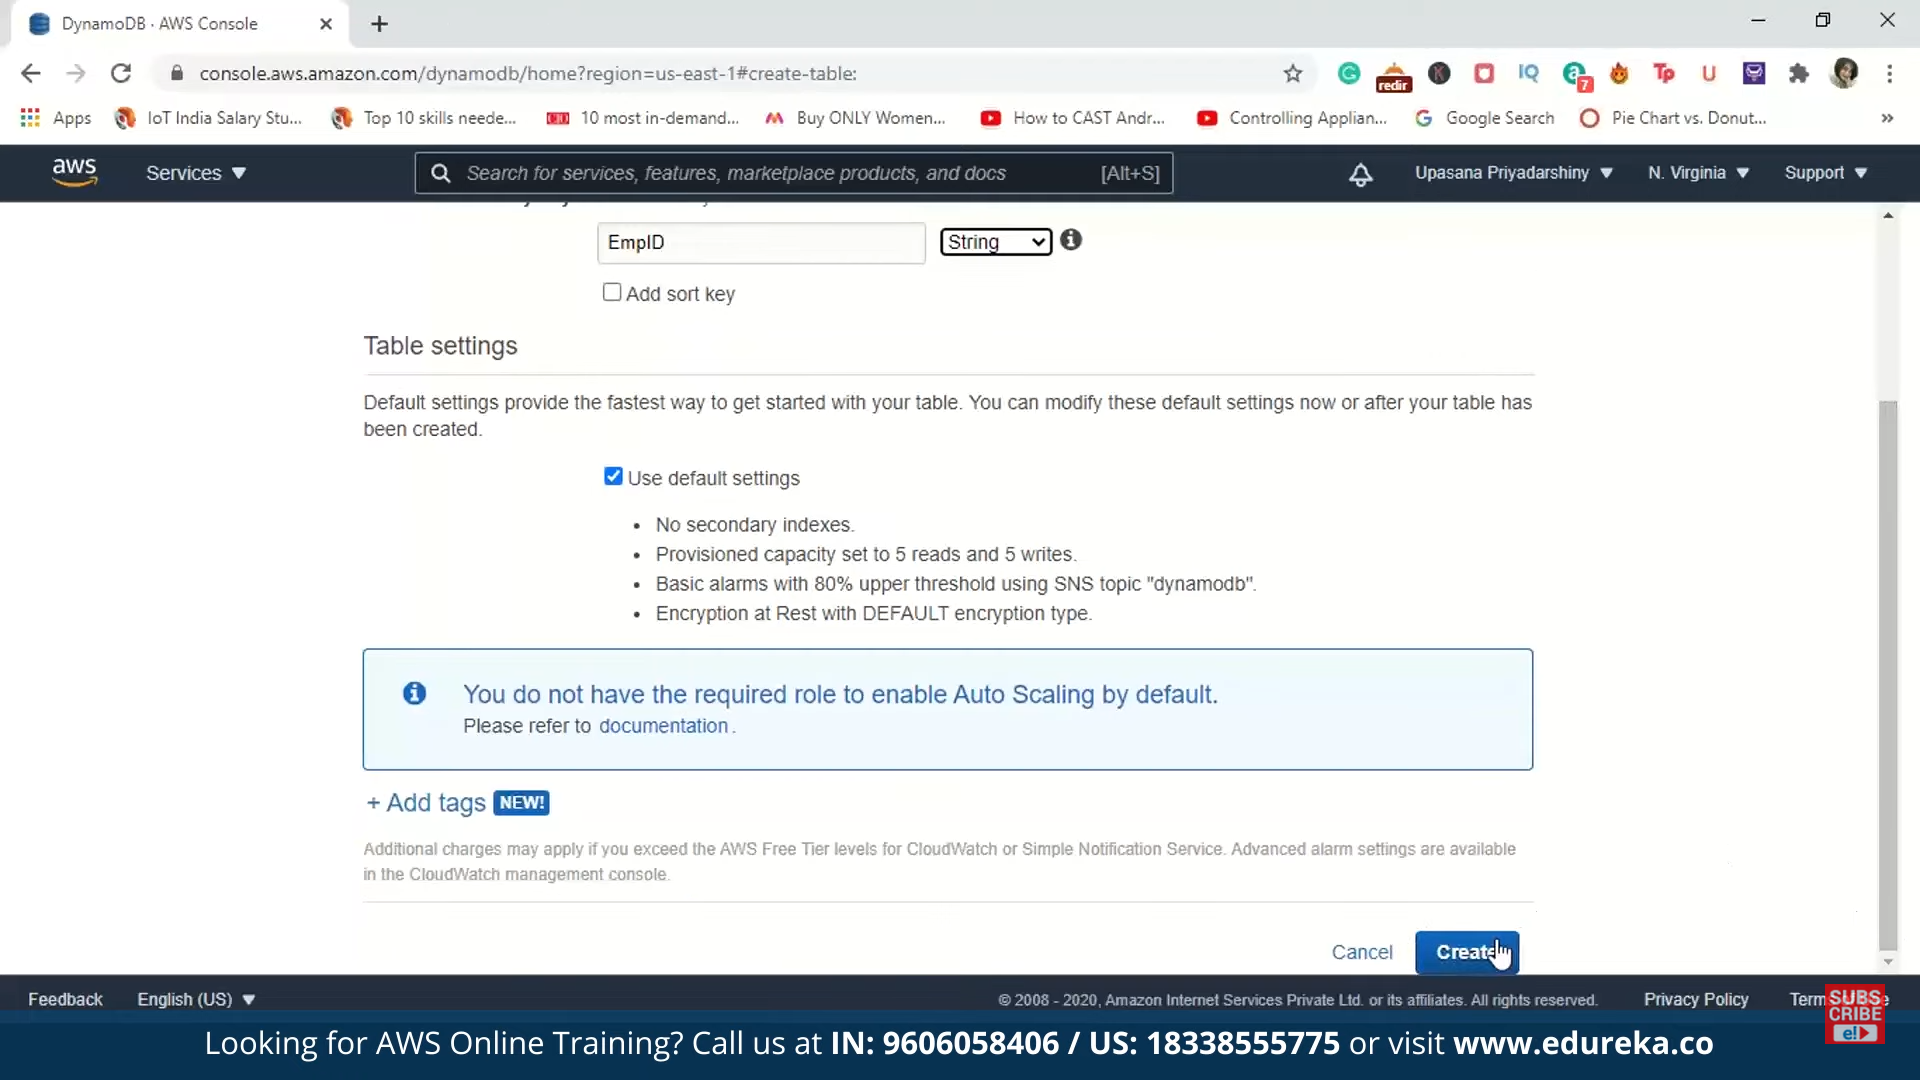 DynamoDB · AWS Console
console.aws.amazon.com/dynamodb/home?region=us-east-1#create-table:
redir
K
IQ
a
7
Tp
U
Apps
IoT India Salary Stu...
Top 10 skills neede...
10 most in-demand...
Buy ONLY Women...
How to CAST Andr...
Controlling Applian...
Google Search
Pie Chart vs. Donut...
»
aws
Services
Search for services, features, marketplace products, and docs
[Alt+S]
Upasana Priyadarshiny
N. Virginia
Support
EmpID
String
Add sort key
Table settings
Default settings provide the fastest way to get started with your table. You can modify these default settings now or after your table has
been created.
Use default settings
• No secondary indexes.
• Provisioned capacity set to 5 reads and 5 writes.
• Basic alarms with 80% upper threshold using SNS topic "dynamodb".
• Encryption at Rest with DEFAULT encryption type.
You do not have the required role to enable Auto Scaling by default.
Please refer to documentation.
+ Add tags NEW!
Additional charges may apply if you exceed the AWS Free Tier levels for CloudWatch or Simple Notification Service. Advanced alarm settings are available
in the CloudWatch management console.
Cancel
Create
Feedback
English (US)
© 2008 - 2020, Amazon Internet Services Private Ltd. or its affiliates. All rights reserved.
Privacy Policy
SUBS
CRIBE
e!
Looking for AWS Online Training? Call us at IN: 9606058406 / US: 18338555775 or visit www.edureka.co